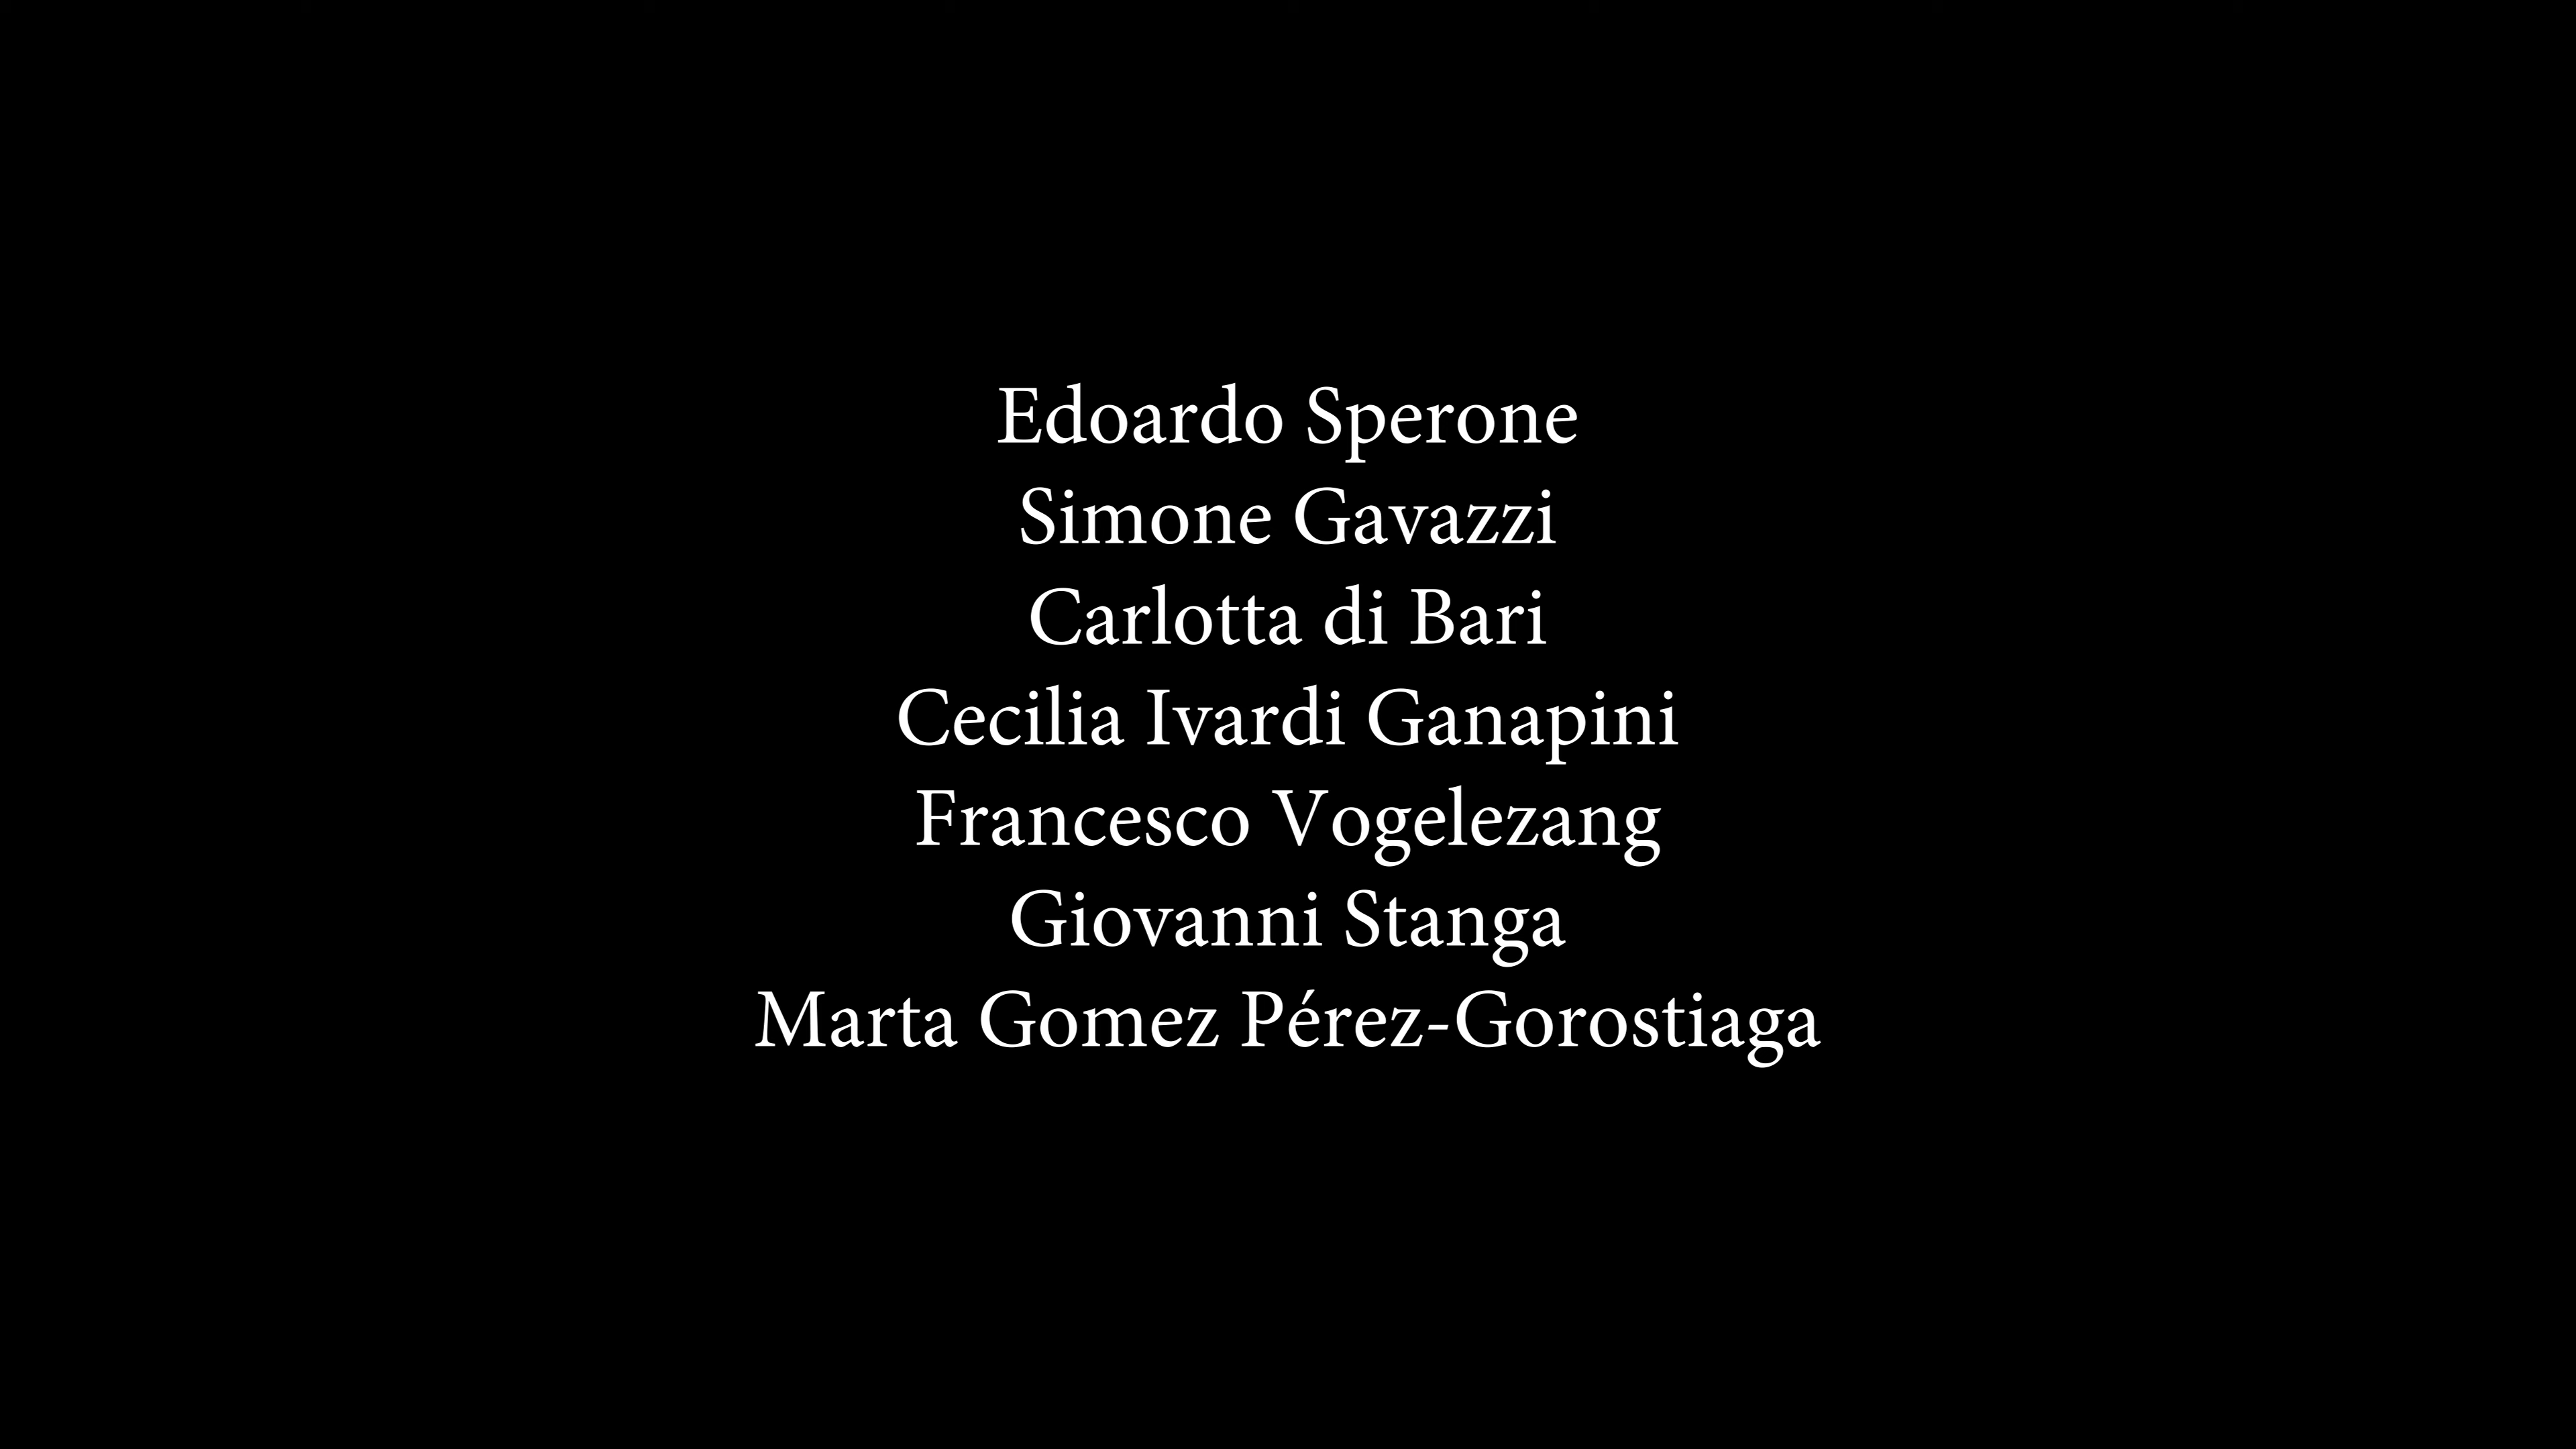 Edoardo Sperone
Simone Gavazzi
Carlotta di Bari
Cecilia Ivardi Ganapini
Francesco Vogelezang
Giovanni Stanga
Marta Gomez Pérez-Gorostiaga